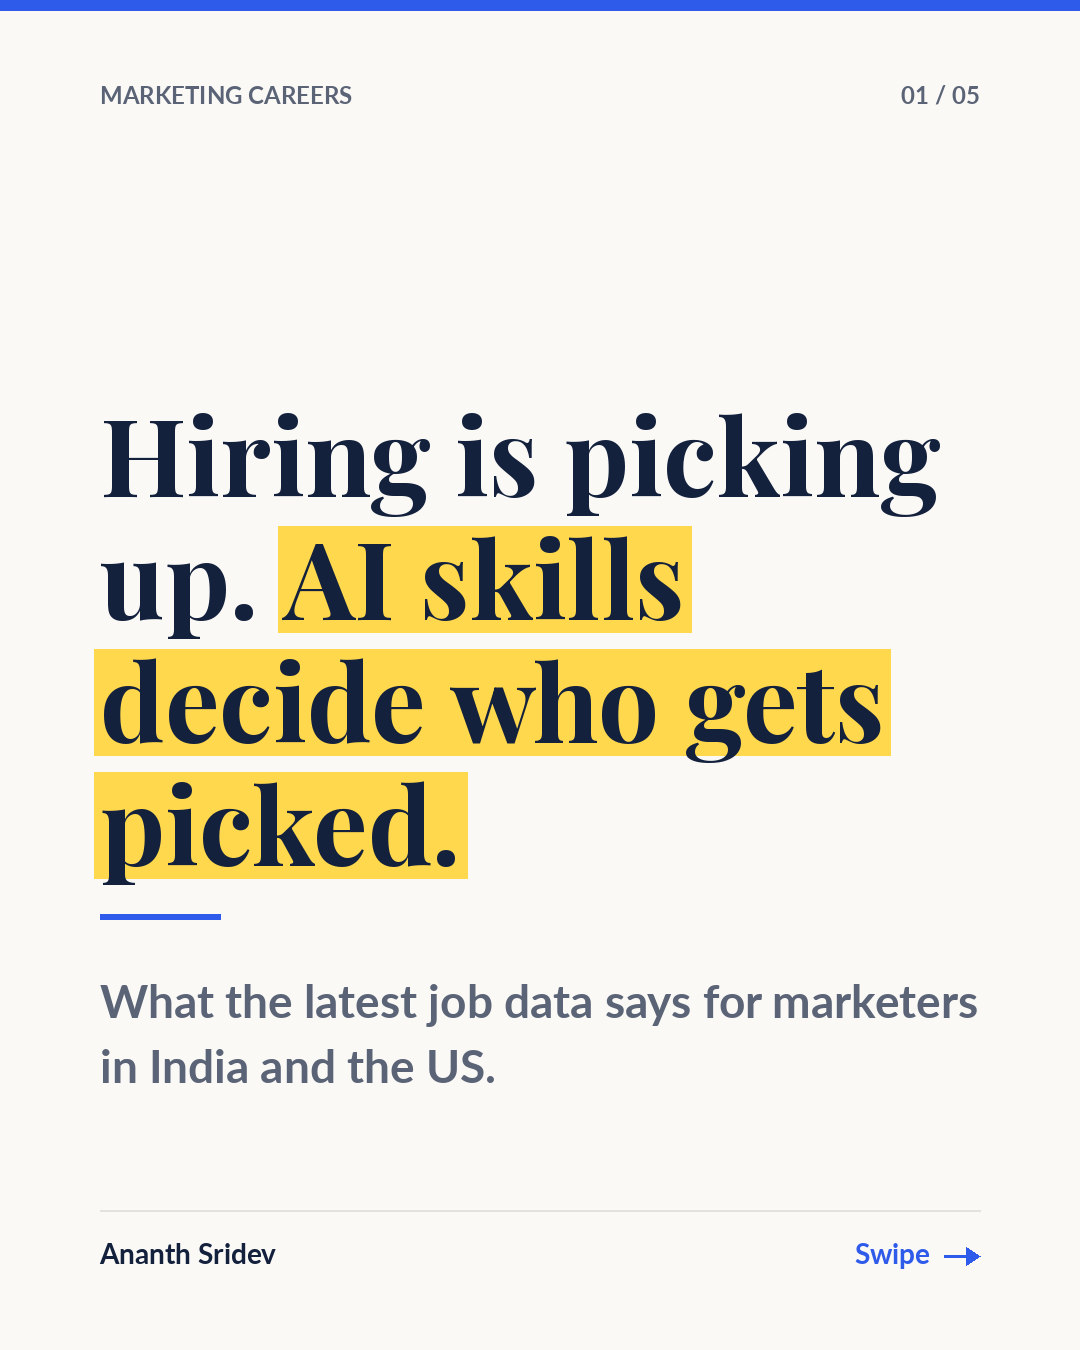 MARKETING CAREERS
01 / 05
Hiring is picking
up. AI skills
decide who gets
picked.
What the latest job data says for marketers
in India and the US.
Ananth Sridev
Swipe